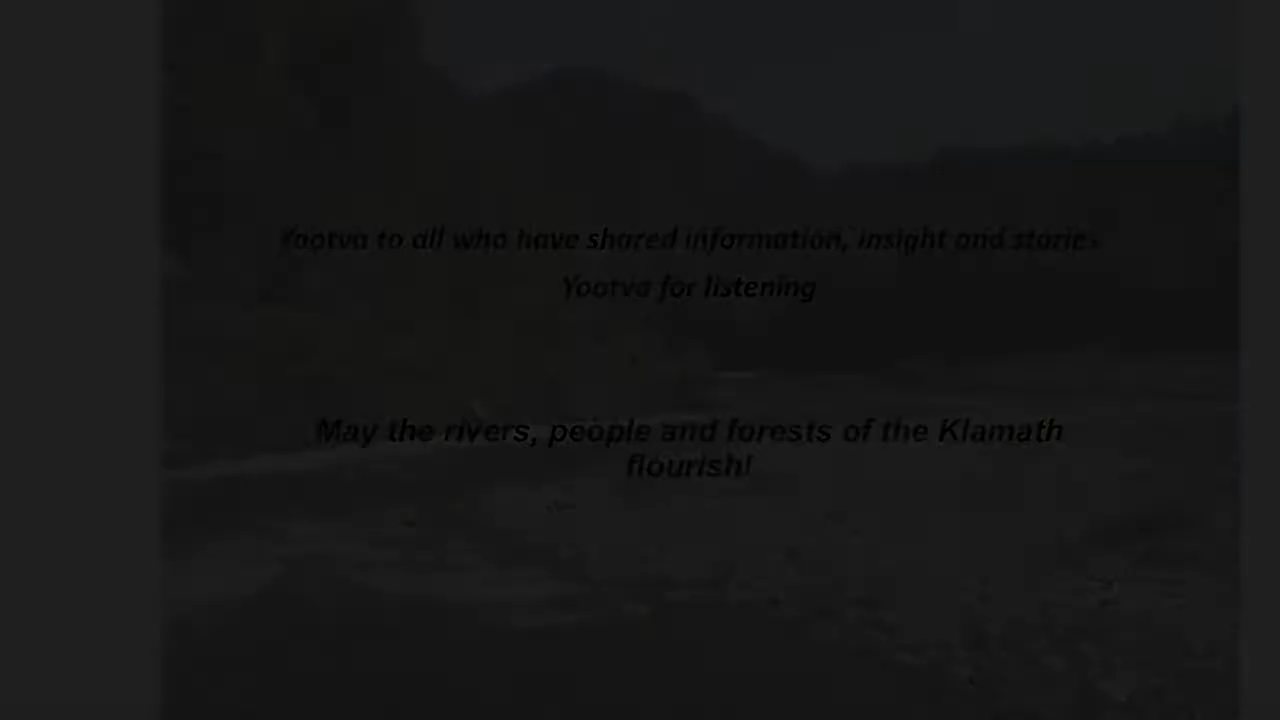 Yootva to all who have shared information, insight and stories
Yootva for listening
May the rivers, people and forests of the Klamath
flourish!